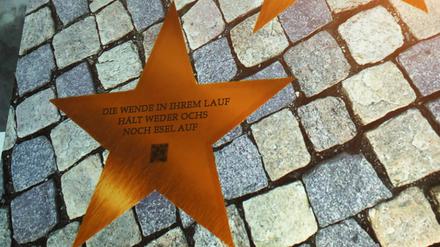 DIE WENDE IN IHREM LAUF
HÄLT WEDER OCHS
NOCH ESEL AUF